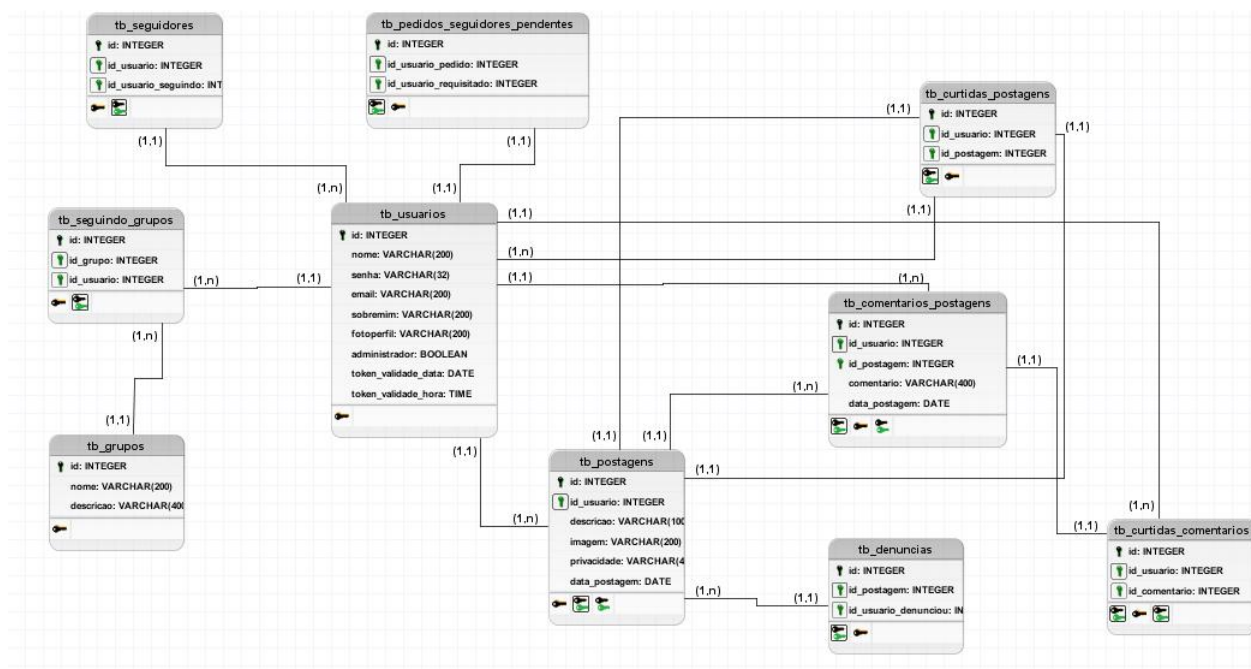 tb_seguidores
id: INTEGER
id_usuario: INTEGER
id_usuario_seguindo: INT
(1,1)
(1,n)
tb_pedidos_seguidores_pendentes
id: INTEGER
id_usuario_pedido: INTEGER
id_usuario_requisitado: INTEGER
(1,1)
(1,1)
tb_curtidas_postagens
id: INTEGER
id_usuario: INTEGER
id_postagem: INTEGER
(1,1)
(1,1)
(1,1)
tb_seguindo_grupos
id: INTEGER
id_grupo: INTEGER
id_usuario: INTEGER
(1,n)
(1,1)
(1,n)
(1,1)
tb_usuarios
id: INTEGER
nome: VARCHAR(200)
senha: VARCHAR(32)
email: VARCHAR(200)
sobremim: VARCHAR(200)
fotoperfil: VARCHAR(200)
administrador: BOOLEAN
token_validade_data: DATE
token_validade_hora: TIME
(1,1)
(1,n)
(1,1)
(1,n)
tb_comentarios_postagens
id: INTEGER
id_usuario: INTEGER
id_postagem: INTEGER
comentario: VARCHAR(400)
data_postagem: DATE
(1,1)
(1,n)
tb_grupos
id: INTEGER
nome: VARCHAR(200)
descricao: VARCHAR(400
(1,1)
(1,n)
(1,1)
(1,1)
(1,1)
tb_postagens
id: INTEGER
id_usuario: INTEGER
descricao: VARCHAR(100
imagem: VARCHAR(200)
privacidade: VARCHAR(4
data_postagem: DATE
(1,n)
(1,1)
tb_denuncias
id: INTEGER
id_postagem: INTEGER
id_usuario_denunciou: IN
(1,n)
(1,1)
tb_curtidas_comentarios
id: INTEGER
id_usuario: INTEGER
id_comentario: INTEGER